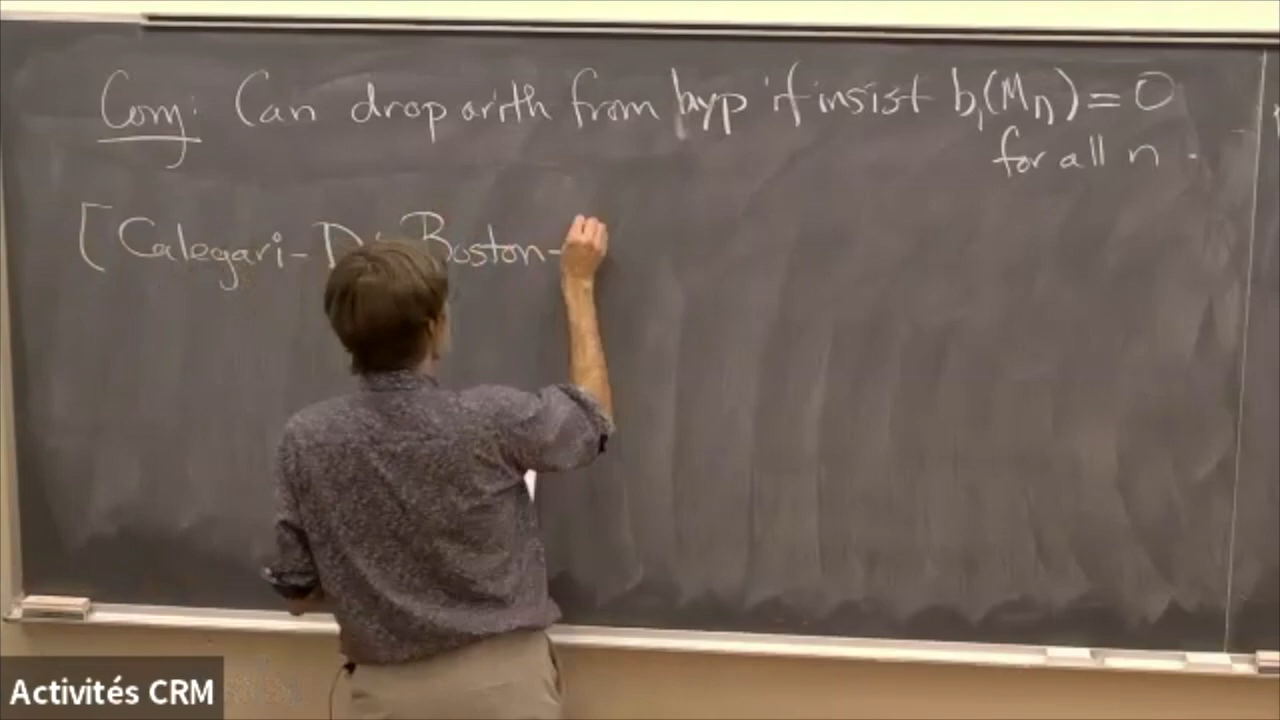 Conj: Can drop arith from hyp if insist b₁(Mₙ) = 0
for all n.
[Calegari-D, Boston-
Activités CRM